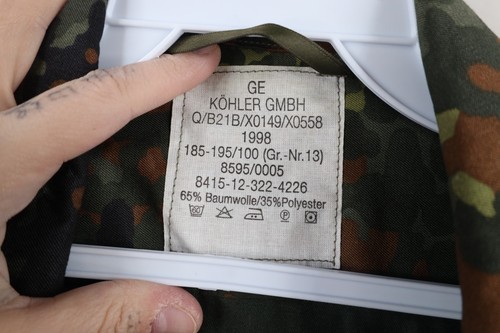 GE
KÖHLER GMBH
Q/B21B/X0149/X0558
1998
185-195/100 (Gr.-Nr.13)
8595/0005
8415-12-322-4226
65% Baumwolle/35%Polyester